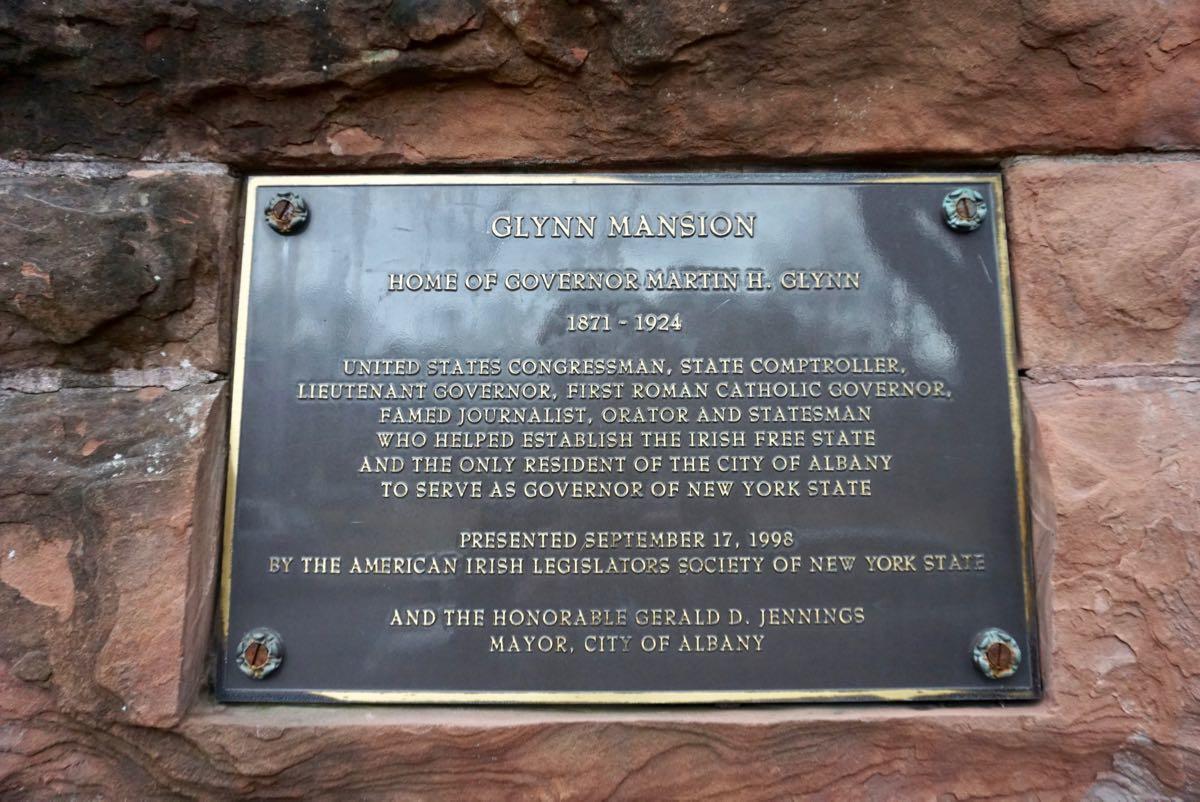 GLYNN MANSION
HOME OF GOVERNOR MARTIN H. GLYNN
1871 - 1924
UNITED STATES CONGRESSMAN, STATE COMPTROLLER,
LIEUTENANT GOVERNOR, FIRST ROMAN CATHOLIC GOVERNOR,
FAMED JOURNALIST, ORATOR AND STATESMAN
WHO HELPED ESTABLISH THE IRISH FREE STATE
AND THE ONLY RESIDENT OF THE CITY OF ALBANY
TO SERVE AS GOVERNOR OF NEW YORK STATE
PRESENTED SEPTEMBER 17, 1998
BY THE AMERICAN IRISH LEGISLATORS SOCIETY OF NEW YORK STATE
AND THE HONORABLE GERALD D. JENNINGS
MAYOR, CITY OF ALBANY